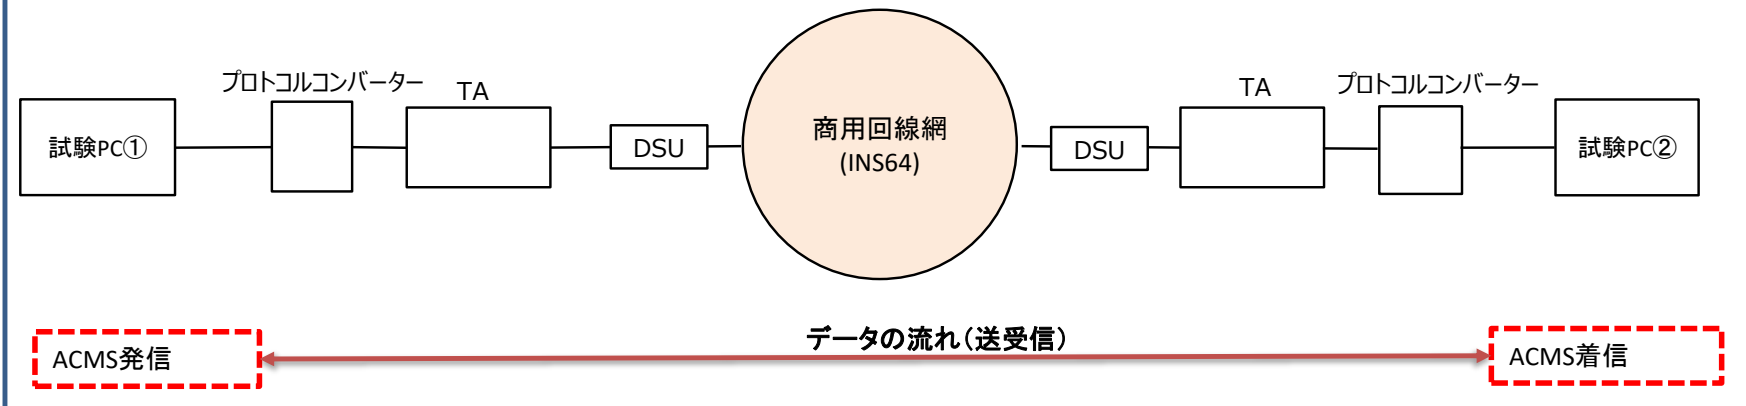 プロトコルコンバーター
TA
TA
プロトコルコンバーター
試験PC①
DSU
商用回線網
(INS64)
DSU
試験PC②
データの流れ(送受信)
ACMS発信
ACMS着信